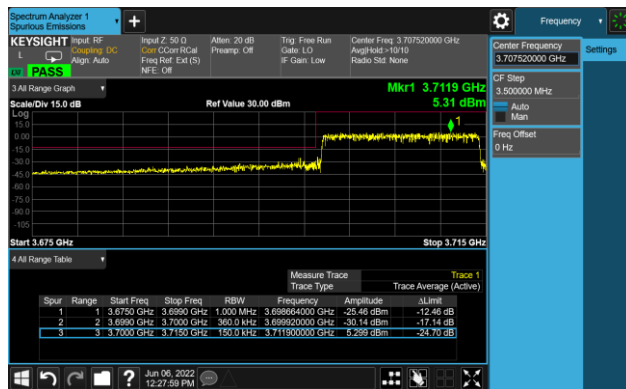 Spectrum Analyzer 1
Spurious Emissions
Frequency
KEYSIGHT Input: RF Input Z: 50 Ω Atten: 20 dB Trig: Free Run Center Freq: 3.707520000 GHz
L Coupling: DC Corr CCorr RCal Preamp: Off Gate: LO Avg|Hold:>10/10
Align: Auto Freq Ref: Ext (S) IF Gain: Low Radio Std: None
PASS NFE: Off
Center Frequency
3.707520000 GHz
Settings
CF Step
3.500000 MHz
Auto
Man
Freq Offset
0 Hz
3 All Range Graph
Mkr1 3.7119 GHz
Scale/Div 15.0 dB Ref Value 30.00 dBm 5.31 dBm
Log
15.0
0.00
-15.0
-30.0
-45.0
-60.0
-75.0
-90.0
-105
1
Start 3.675 GHz Stop 3.715 GHz
4 All Range Table
Measure Trace Trace 1
Trace Type Trace Average (Active)
Spur Range Start Freq Stop Freq RBW Frequency Amplitude ΔLimit
1 1 3.6750 GHz 3.6990 GHz 1.000 MHz 3.698664000 GHz -25.46 dBm -12.46 dB
2 2 3.6990 GHz 3.7000 GHz 360.0 kHz 3.699920000 GHz -30.14 dBm -17.14 dB
3 3 3.7000 GHz 3.7150 GHz 150.0 kHz 3.711900000 GHz 5.299 dBm -24.70 dB
Jun 06, 2022
12:27:59 PM